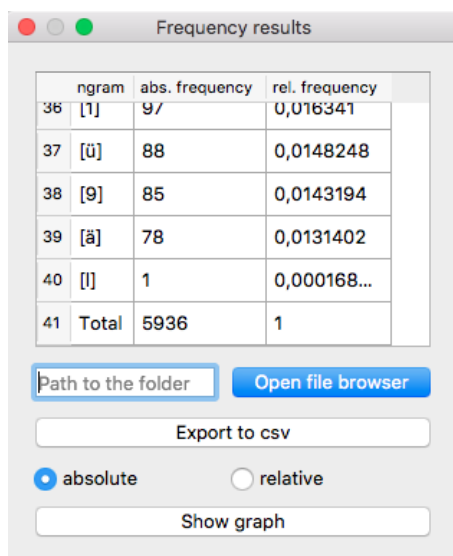 Frequency results
ngram abs. frequency rel. frequency
36 [1] 97 0,016341
37 [ü] 88 0,0148248
38 [9] 85 0,0143194
39 [ä] 78 0,0131402
40 [l] 1 0,000168...
41 Total 5936 1
Path to the folder Open file browser
Export to csv
absolute relative
Show graph